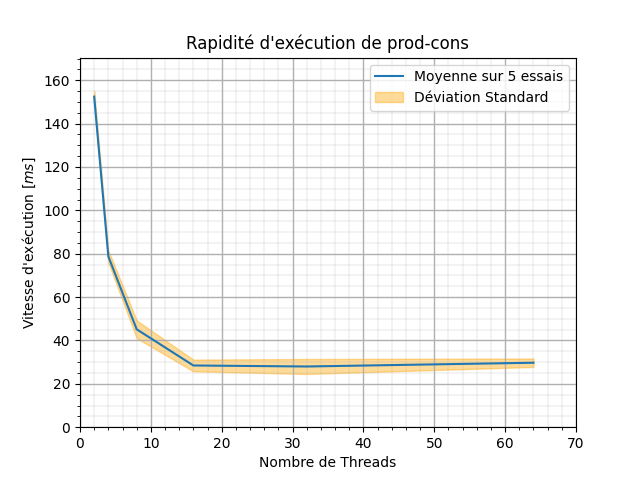 Rapidité d'exécution de prod-cons
Moyenne sur 5 essais
Déviation Standard
Vitesse d'exécution [ms]
160
140
120
100
80
60
40
20
0
0 10 20 30 40 50 60 70
Nombre de Threads